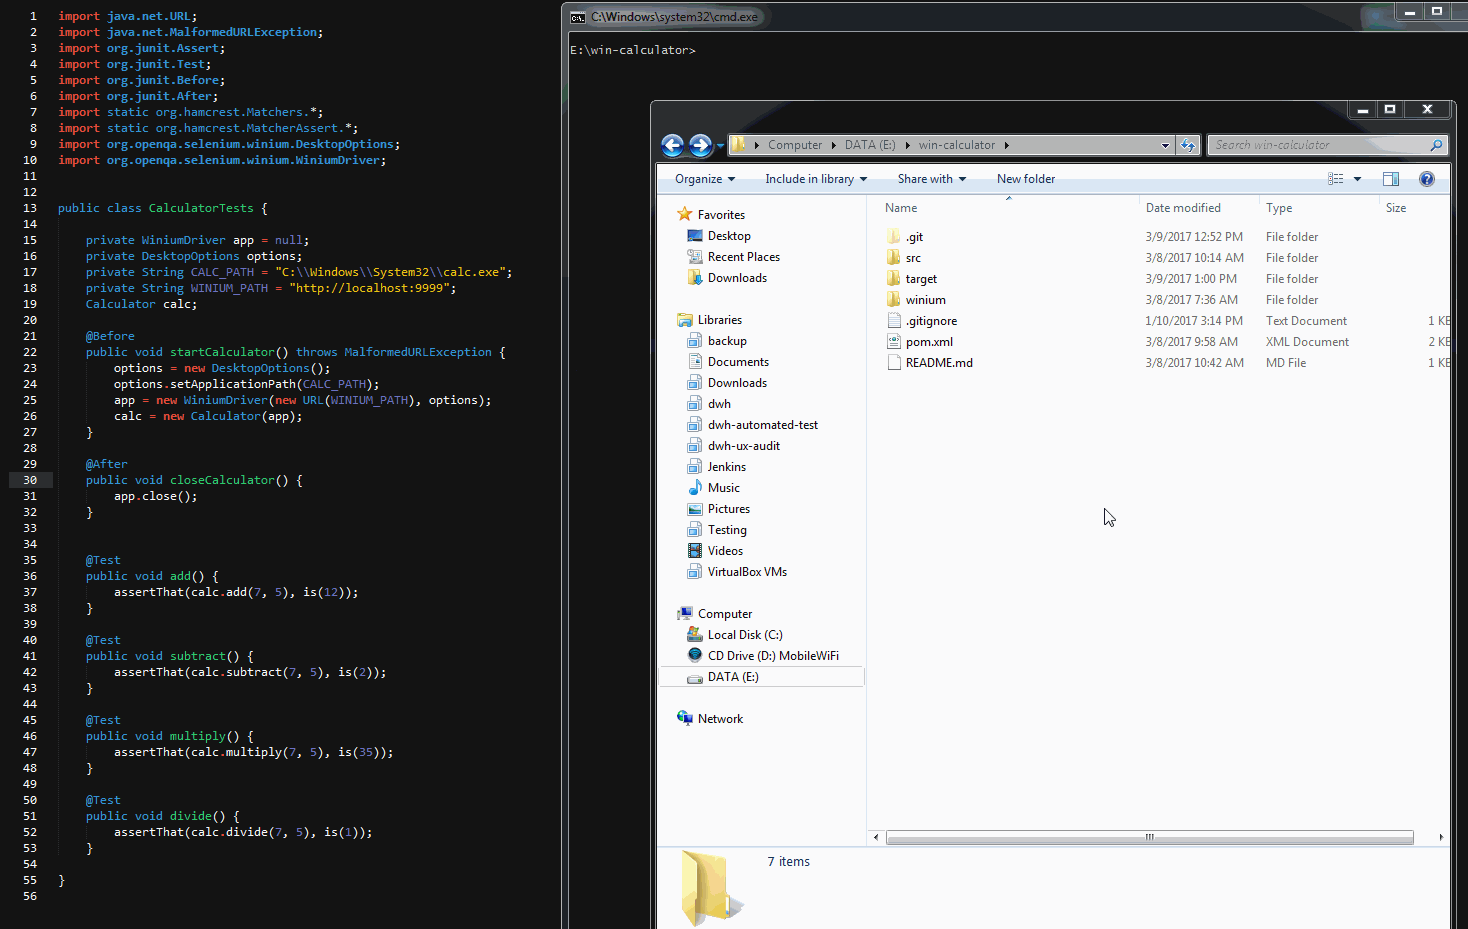 1 import java.net.URL;
2 import java.net.MalformedURLException;
3 import org.junit.Assert;
4 import org.junit.Test;
5 import org.junit.Before;
6 import org.junit.After;
7 import static org.hamcrest.Matchers.*;
8 import static org.hamcrest.MatcherAssert.*;
9 import org.openqa.selenium.winium.DesktopOptions;
10 import org.openqa.selenium.winium.WiniumDriver;
11
12
13 public class CalculatorTests {
14
15     private WiniumDriver app = null;
16     private DesktopOptions options;
17     private String CALC_PATH = "C:\\Windows\\System32\\calc.exe";
18     private String WINIUM_PATH = "http://localhost:9999";
19     Calculator calc;
20
21     @Before
22     public void startCalculator() throws MalformedURLException {
23         options = new DesktopOptions();
24         options.setApplicationPath(CALC_PATH);
25         app = new WiniumDriver(new URL(WINIUM_PATH), options);
26         calc = new Calculator(app);
27     }
28
29     @After
30     public void closeCalculator() {
31         app.close();
32     }
33
34
35     @Test
36     public void add() {
37         assertThat(calc.add(7, 5), is(12));
38     }
39
40     @Test
41     public void subtract() {
42         assertThat(calc.subtract(7, 5), is(2));
43     }
44
45     @Test
46     public void multiply() {
47         assertThat(calc.multiply(7, 5), is(35));
48     }
49
50     @Test
51     public void divide() {
52         assertThat(calc.divide(7, 5), is(1));
53     }
54
55 }
56
C:\Windows\system32\cmd.exe
E:\win-calculator>
Computer DATA (E:) win-calculator
Search win-calculator
Organize Include in library Share with New folder
Favorites
Desktop
Recent Places
Downloads
Libraries
backup
Documents
Downloads
dwh
dwh-automated-test
dwh-ux-audit
Jenkins
Music
Pictures
Testing
Videos
VirtualBox VMs
Computer
Local Disk (C:)
CD Drive (D:) MobileWiFi
DATA (E:)
Network
Name Date modified Type Size
.git 3/9/2017 12:52 PM File folder
src 3/8/2017 10:14 AM File folder
target 3/9/2017 1:00 PM File folder
winium 3/8/2017 7:36 AM File folder
.gitignore 1/10/2017 3:14 PM Text Document 1 KB
pom.xml 3/8/2017 9:58 AM XML Document 2 KB
README.md 3/8/2017 10:42 AM MD File 1 KB
7 items